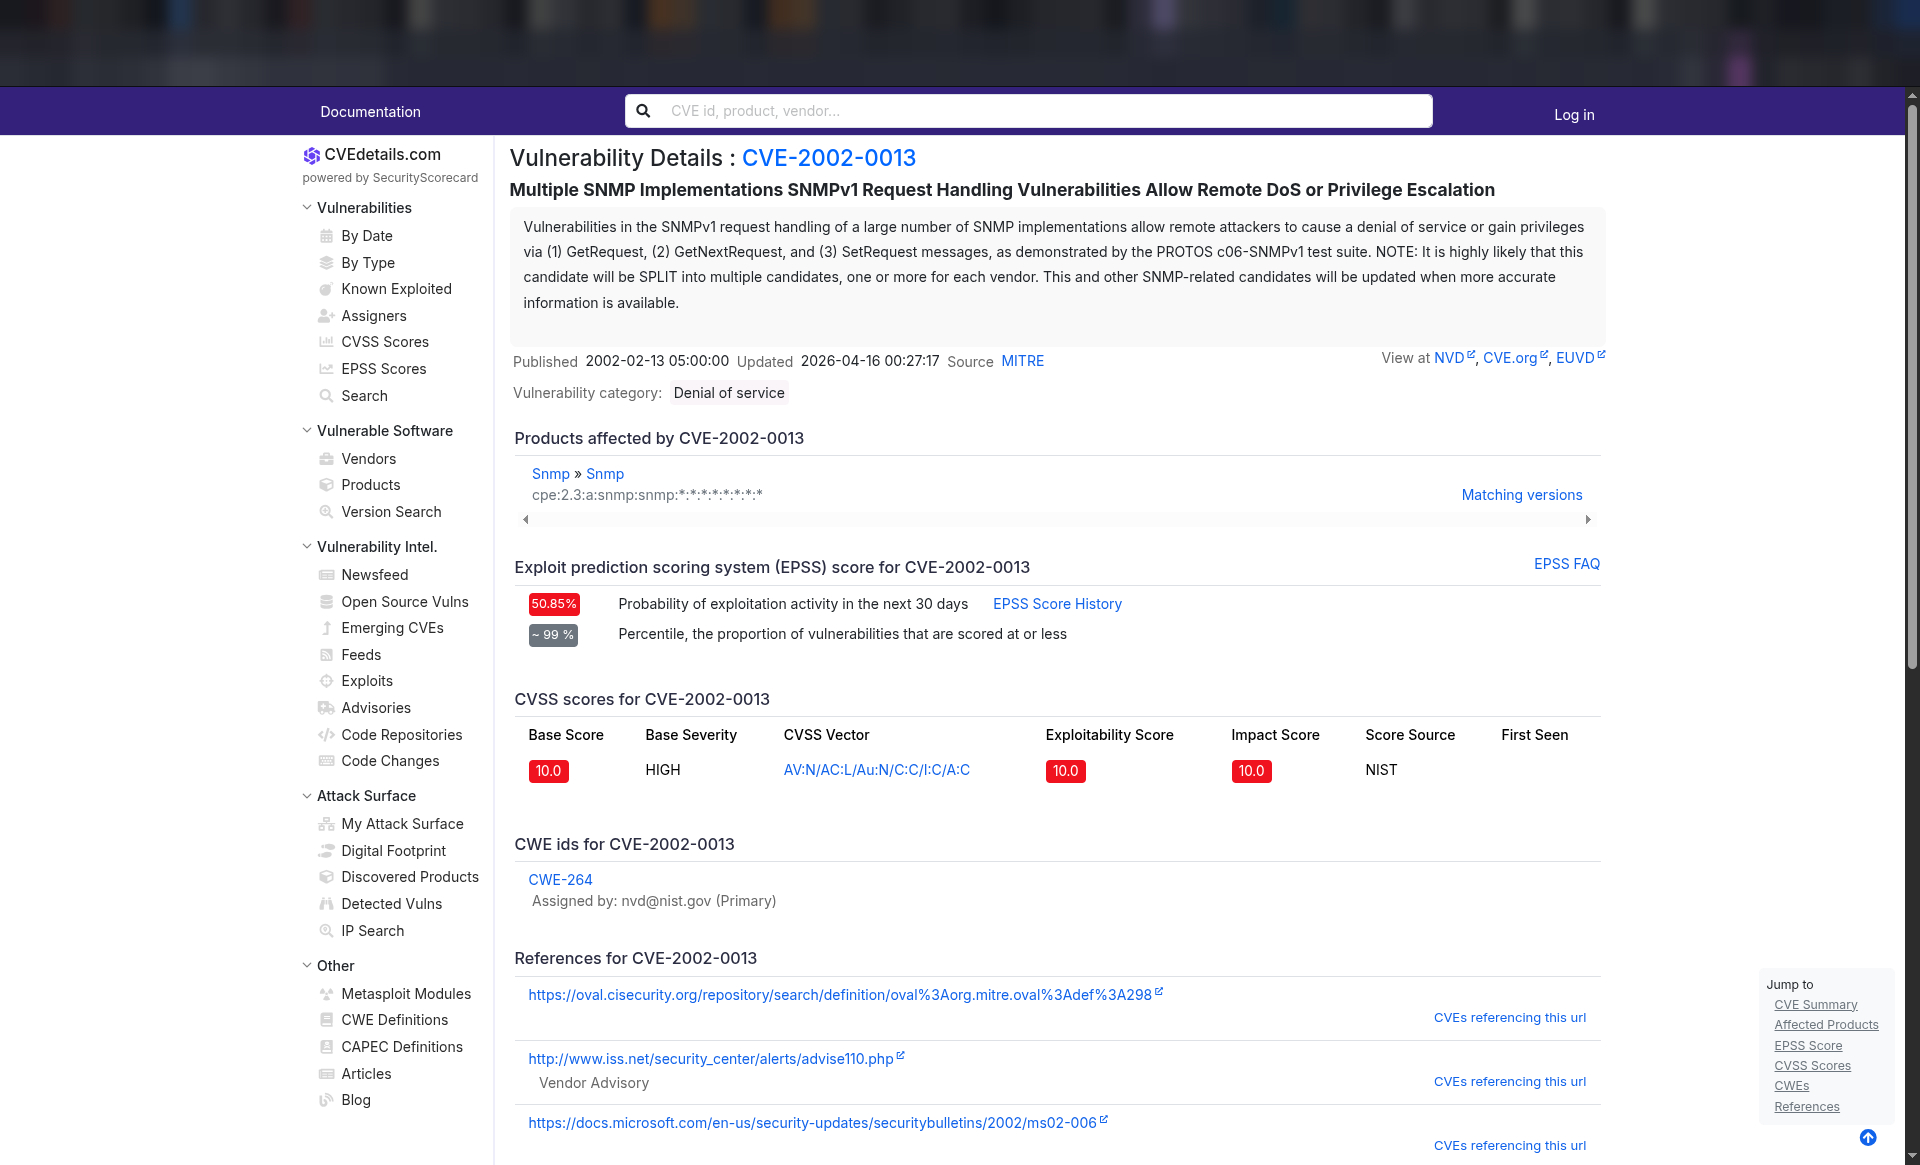 Documentation
CVE id, product, vendor...
Log in
CVEdetails.com
powered by SecurityScorecard
Vulnerabilities
By Date
By Type
Known Exploited
Assigners
CVSS Scores
EPSS Scores
Search
Vulnerable Software
Vendors
Products
Version Search
Vulnerability Intel.
Newsfeed
Open Source Vulns
Emerging CVEs
Feeds
Exploits
Advisories
Code Repositories
Code Changes
Attack Surface
My Attack Surface
Digital Footprint
Discovered Products
Detected Vulns
IP Search
Other
Metasploit Modules
CWE Definitions
CAPEC Definitions
Articles
Blog
Vulnerability Details : CVE-2002-0013
Multiple SNMP Implementations SNMPv1 Request Handling Vulnerabilities Allow Remote DoS or Privilege Escalation
Vulnerabilities in the SNMPv1 request handling of a large number of SNMP implementations allow remote attackers to cause a denial of service or gain privileges
via (1) GetRequest, (2) GetNextRequest, and (3) SetRequest messages, as demonstrated by the PROTOS c06-SNMPv1 test suite. NOTE: It is highly likely that this
candidate will be SPLIT into multiple candidates, one or more for each vendor. This and other SNMP-related candidates will be updated when more accurate
information is available.
Published 2002-02-13 05:00:00 Updated 2026-04-16 00:27:17 Source MITRE
View at NVD, CVE.org, EUVD
Vulnerability category: Denial of service
Products affected by CVE-2002-0013
Snmp » Snmp
cpe:2.3:a:snmp:snmp:*:*:*:*:*:*:*:*
Matching versions
Exploit prediction scoring system (EPSS) score for CVE-2002-0013
EPSS FAQ
50.85% Probability of exploitation activity in the next 30 days EPSS Score History
~ 99 % Percentile, the proportion of vulnerabilities that are scored at or less
CVSS scores for CVE-2002-0013
Base Score Base Severity CVSS Vector Exploitability Score Impact Score Score Source First Seen
10.0 HIGH AV:N/AC:L/Au:N/C:C/I:C/A:C 10.0 10.0 NIST
CWE ids for CVE-2002-0013
CWE-264
Assigned by: nvd@nist.gov (Primary)
References for CVE-2002-0013
https://oval.cisecurity.org/repository/search/definition/oval%3Aorg.mitre.oval%3Adef%3A298
CVEs referencing this url
http://www.iss.net/security_center/alerts/advise110.php
Vendor Advisory
CVEs referencing this url
https://docs.microsoft.com/en-us/security-updates/securitybulletins/2002/ms02-006
CVEs referencing this url
Jump to
CVE Summary
Affected Products
EPSS Score
CVSS Scores
CWEs
References